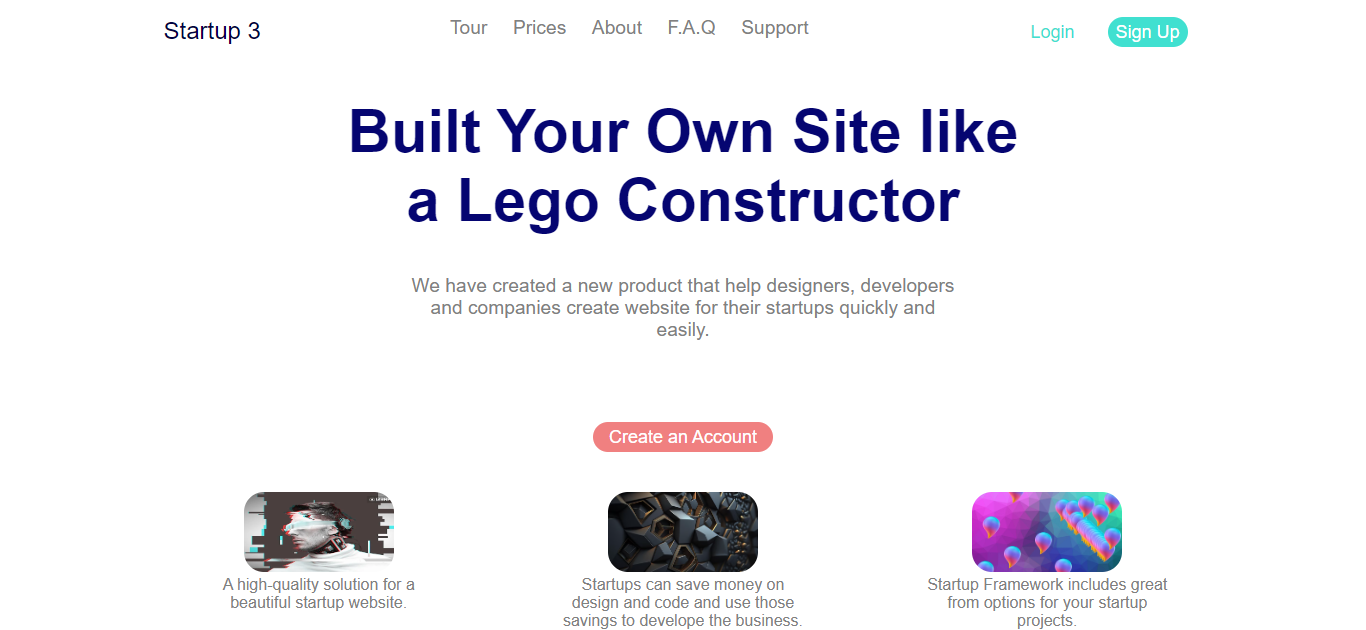 Startup 3
Tour Prices About F.A.Q Support
Login Sign Up
Built Your Own Site like
a Lego Constructor
We have created a new product that help designers, developers
and companies create website for their startups quickly and
easily.
Create an Account
A high-quality solution for a
beautiful startup website.
Startups can save money on
design and code and use those
savings to develope the business.
Startup Framework includes great
from options for your startup
projects.